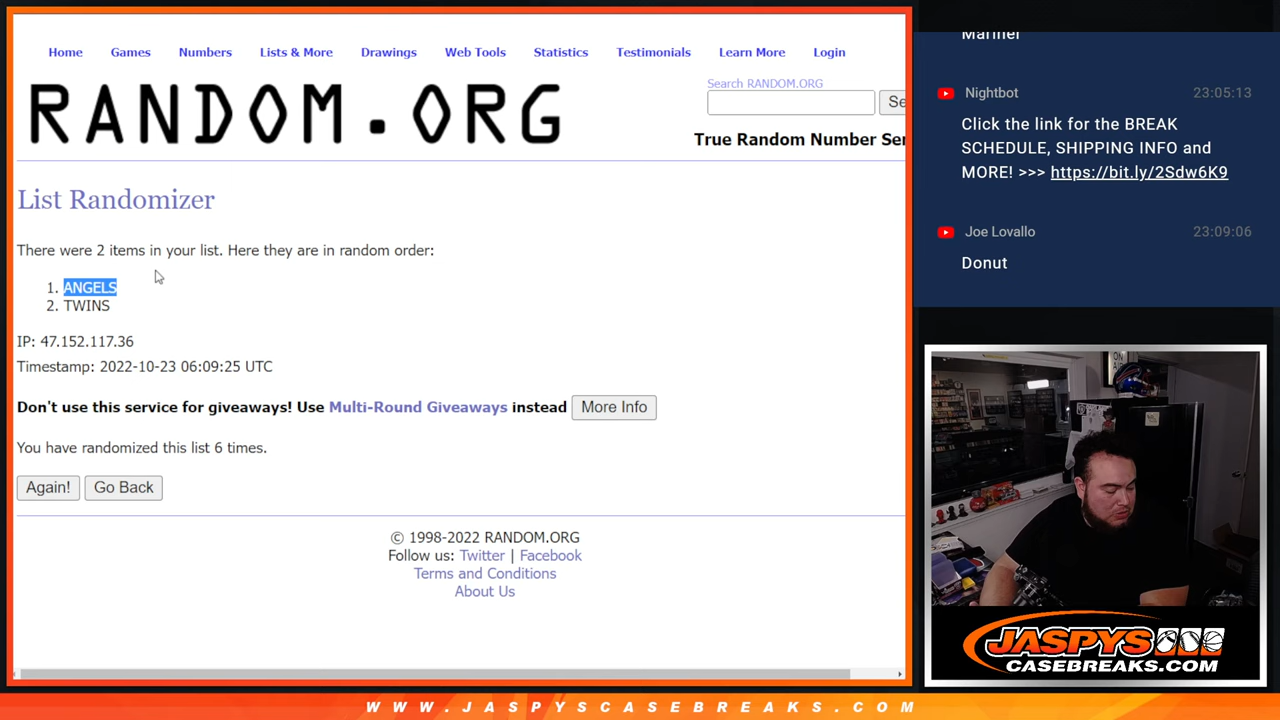 Home Games Numbers Lists & More Drawings Web Tools Statistics Testimonials Learn More Login
RANDOM.ORG
Search RANDOM.ORG
Se
True Random Number Ser
List Randomizer
There were 2 items in your list. Here they are in random order:
1. ANGELS
2. TWINS
IP: 47.152.117.36
Timestamp: 2022-10-23 06:09:25 UTC
Don't use this service for giveaways! Use Multi-Round Giveaways instead More Info
You have randomized this list 6 times.
Again! Go Back
© 1998-2022 RANDOM.ORG
Follow us: Twitter | Facebook
Terms and Conditions
About Us
Mariner
Nightbot 23:05:13
Click the link for the BREAK
SCHEDULE, SHIPPING INFO and
MORE! >>> https://bit.ly/2Sdw6K9
Joe Lovallo 23:09:06
Donut
ON
JASPYS
CASEBREAKS.COM
WWW.JASPYSCASEBREAKS.COM